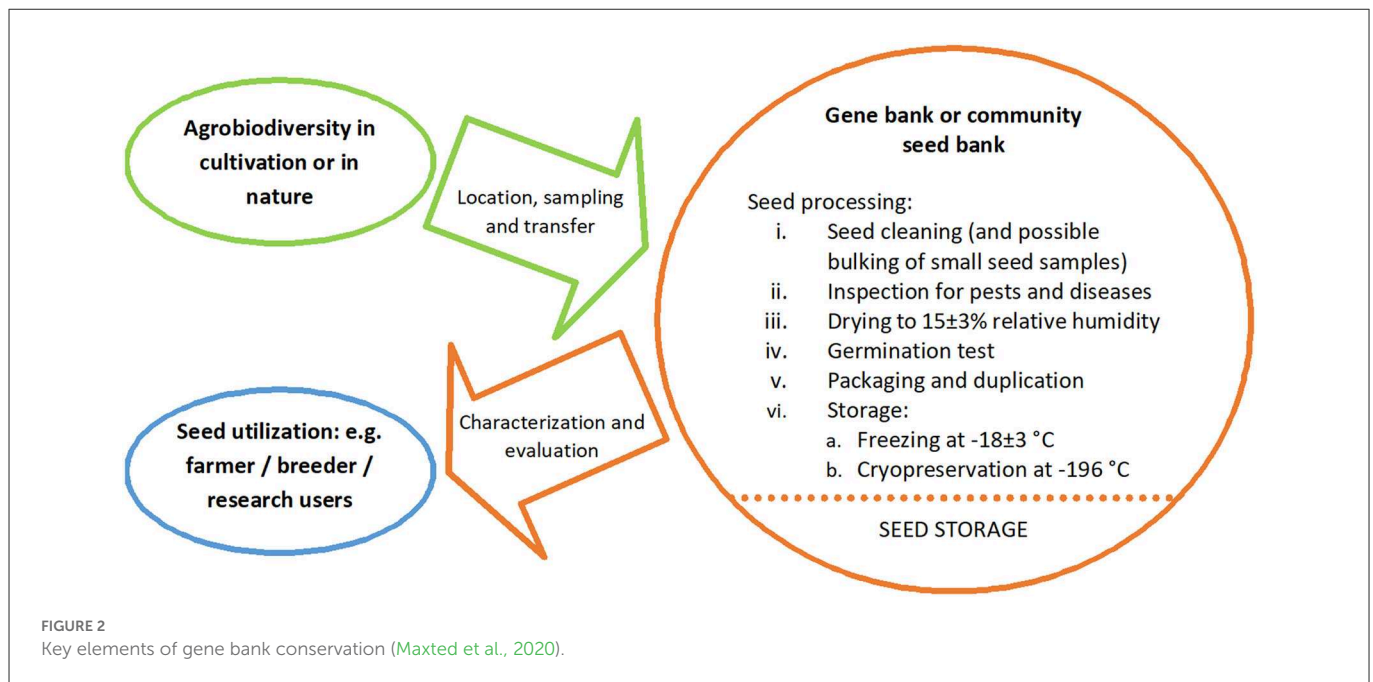 Agrobiodiversity in
cultivation or in
nature
Location, sampling
and transfer
Gene bank or community
seed bank
Seed processing:
i. Seed cleaning (and possible
bulking of small seed samples)
ii. Inspection for pests and diseases
iii. Drying to 15±3% relative humidity
iv. Germination test
v. Packaging and duplication
vi. Storage:
a. Freezing at -18±3 °C
b. Cryopreservation at -196 °C
SEED STORAGE
Characterization and
evaluation
Seed utilization: e.g.
farmer / breeder /
research users
FIGURE 2
Key elements of gene bank conservation (Maxted et al., 2020).